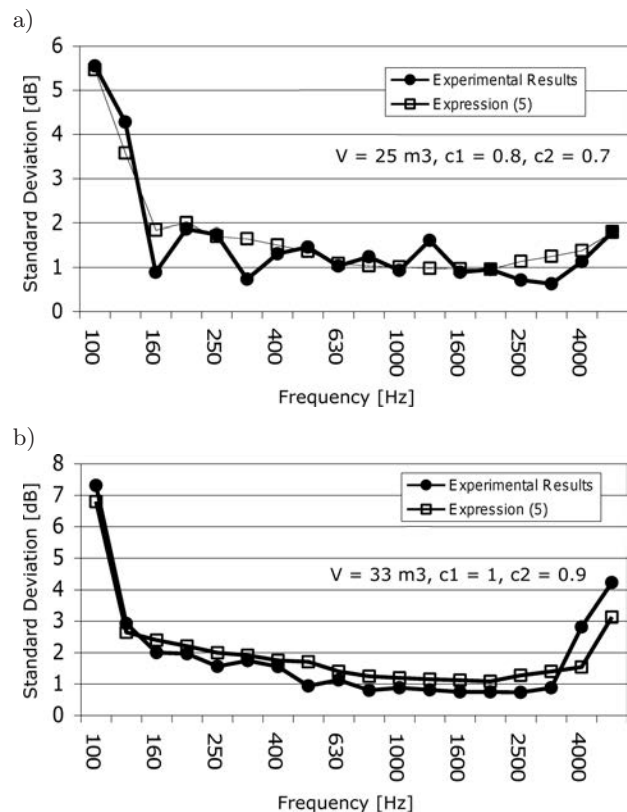 a)
6
5
4
3
2
1
0
Standard Deviation [dB]
Experimental Results
Expression (5)
V = 25 m3, c1 = 0.8, c2 = 0.7
100
160
250
400
630
1000
1600
2500
4000
Frequency [Hz]
b)
8
7
6
5
4
3
2
1
0
Standard Deviation [dB]
Experimental Results
Expression (5)
V = 33 m3, c1 = 1, c2 = 0.9
100
160
250
400
630
1000
1600
2500
4000
Frequency [Hz]